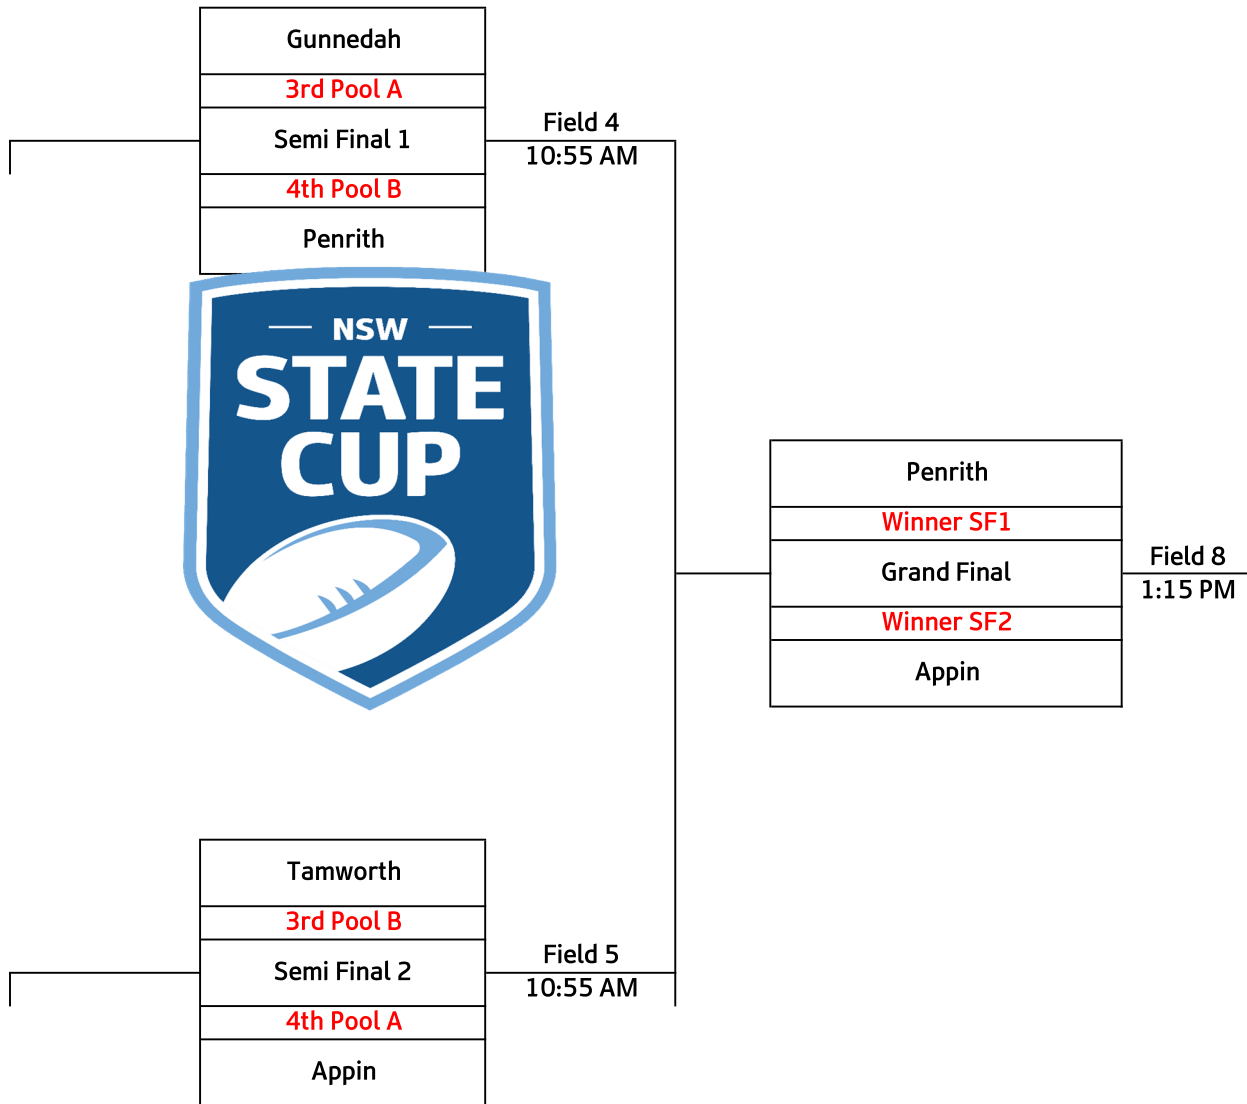 Gunnedah
3rd Pool A
Semi Final 1
4th Pool B
Penrith
Field 4
10:55 AM
NSW
STATE
CUP
Penrith
Winner SF1
Grand Final
Winner SF2
Appin
Field 8
1:15 PM
Tamworth
3rd Pool B
Semi Final 2
4th Pool A
Appin
Field 5
10:55 AM